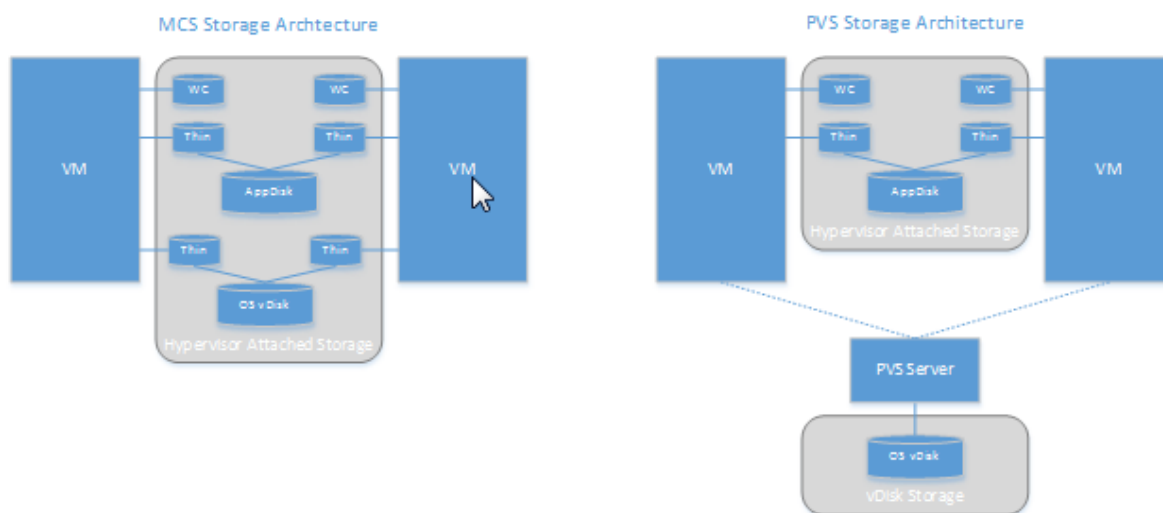 MCS Storage Archtecture
WC
WC
Thin
Thin
VM
VM
AppDisk
Thin
Thin
OS vDisk
Hypervisor Attached Storage
PVS Storage Architecture
WC
WC
Thin
Thin
VM
VM
AppDisk
Hypervisor Attached Storage
PVS Server
OS vDisk
vDisk Storage